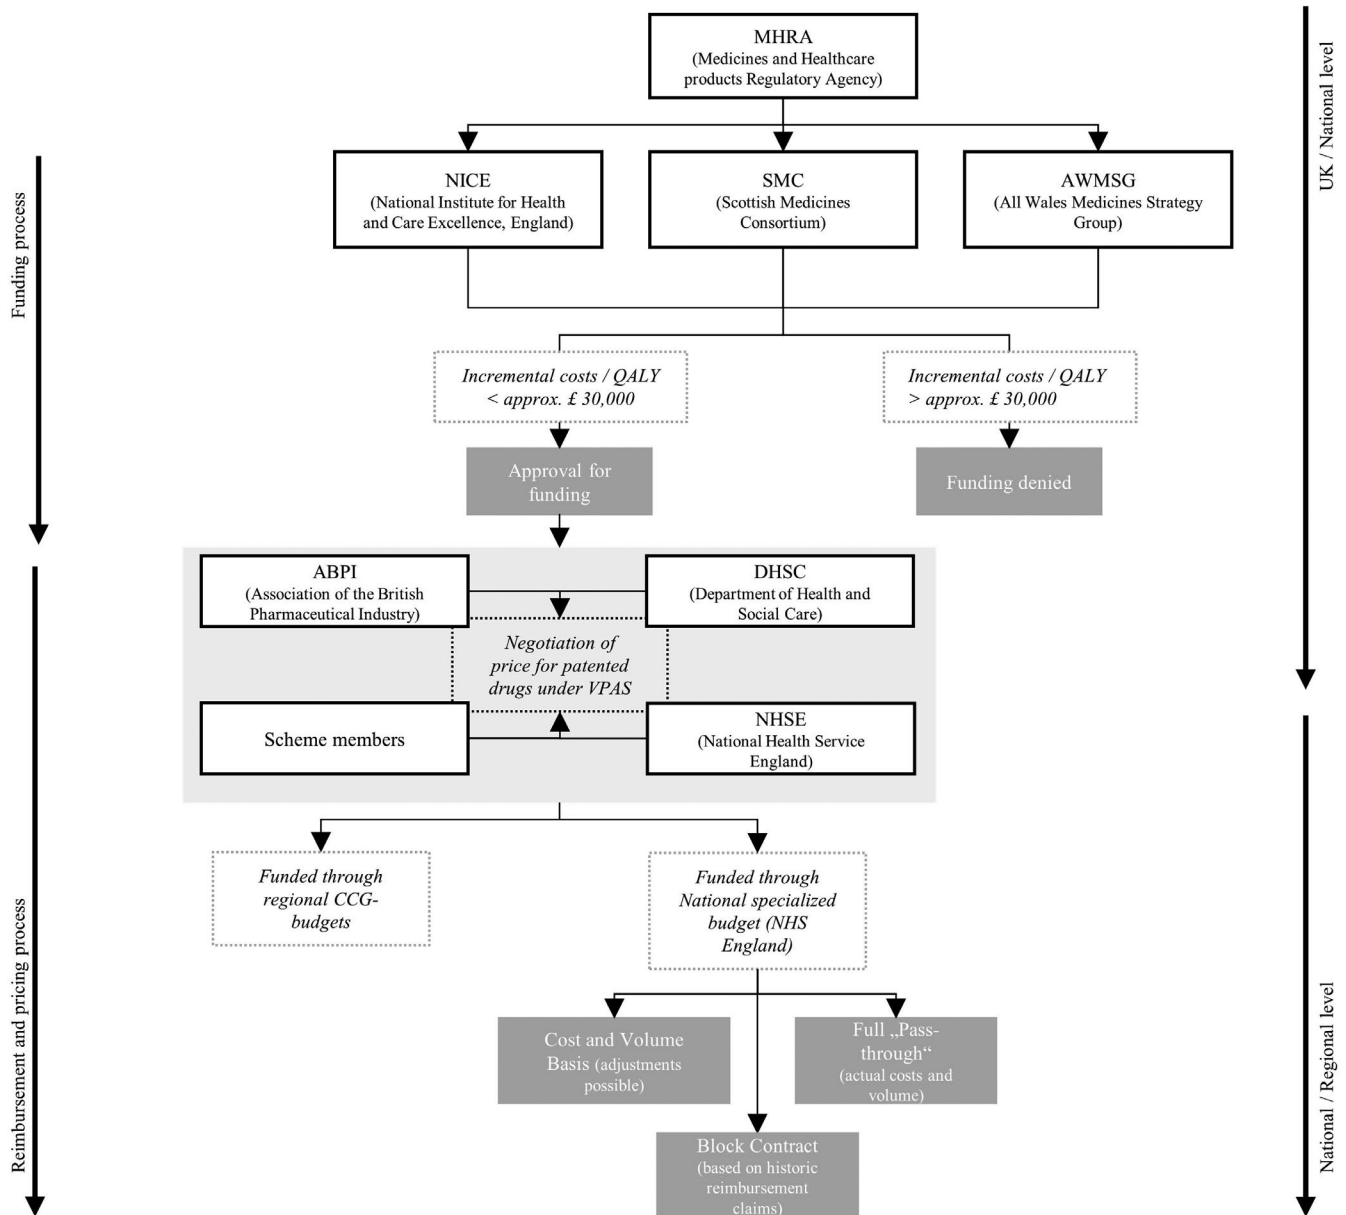 MHRA
(Medicines and Healthcare
products Regulatory Agency)
UK / National level
NICE
(National Institute for Health
and Care Excellence, England)
SMC
(Scottish Medicines
Consortium)
AWMSG
(All Wales Medicines Strategy
Group)
Funding process
Incremental costs / QALY
< approx. £ 30,000
Incremental costs / QALY
> approx. £ 30,000
Approval for
funding
Funding denied
ABPI
(Association of the British
Pharmaceutical Industry)
DHSC
(Department of Health and
Social Care)
Negotiation of
price for patented
drugs under VPAS
Scheme members
NHSE
(National Health Service
England)
Reimbursement and pricing process
Funded through
regional CCG-
budgets
Funded through
National specialized
budget (NHS
England)
National / Regional level
Cost and Volume
Basis (adjustments
possible)
Full „Pass-
through“
(actual costs and
volume)
Block Contract
(based on historic
reimbursement
claims)